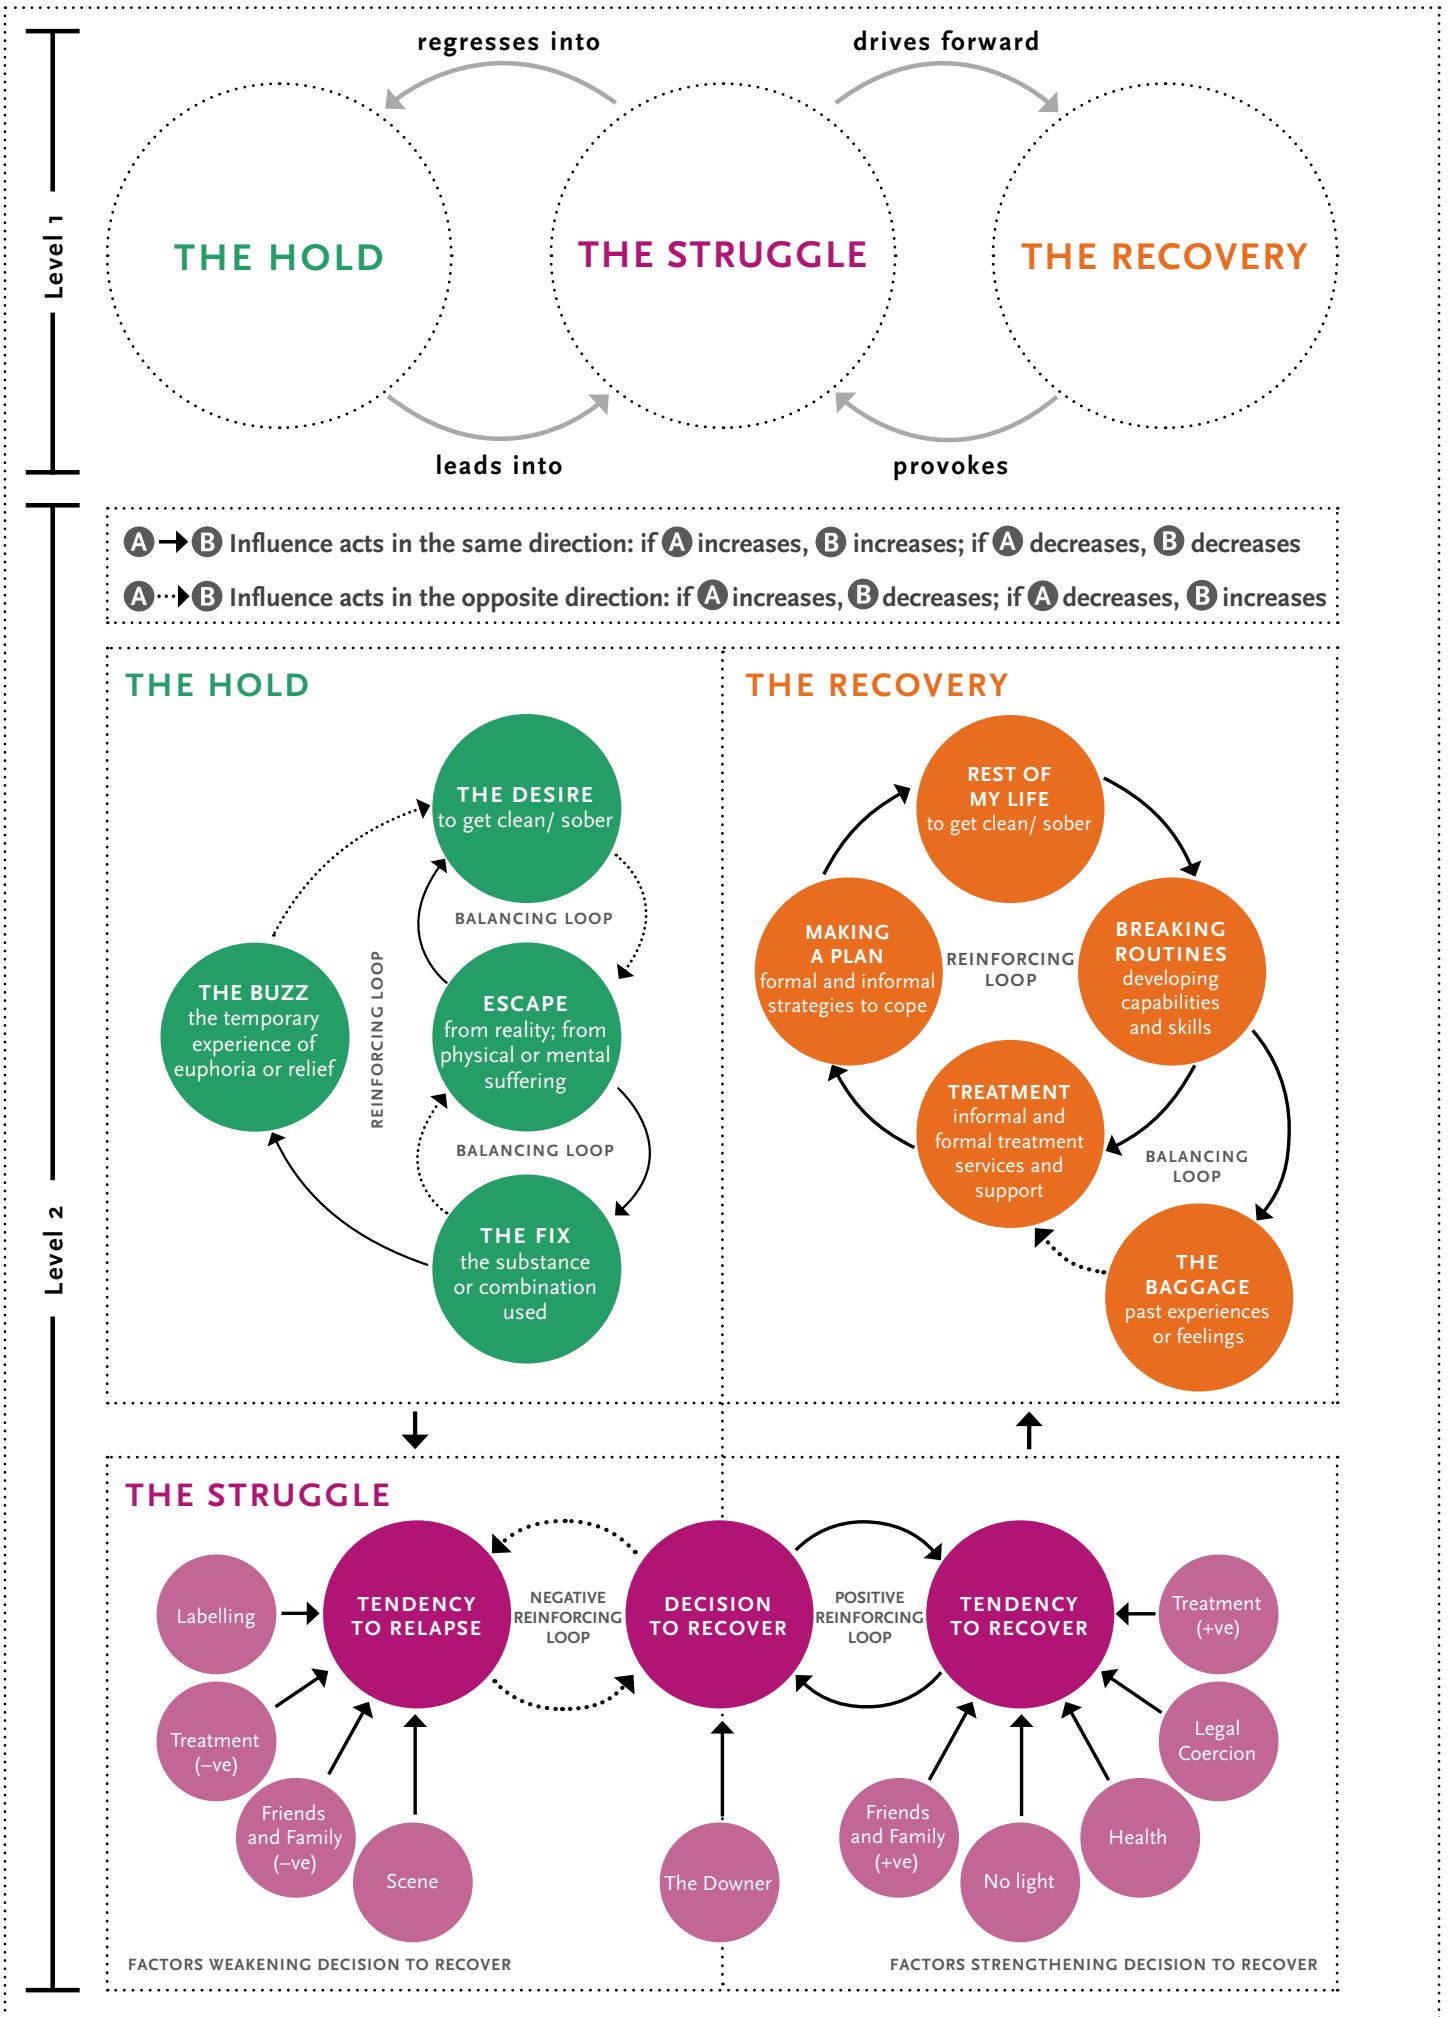 regresses into
drives forward
Level 1
THE HOLD
THE STRUGGLE
THE RECOVERY
leads into
provokes
Level 2
A B Influence acts in the same direction: if A increases, B increases; if A decreases, B decreases
A B Influence acts in the opposite direction: if A increases, B decreases; if A decreases, B increases
THE HOLD
THE DESIRE
to get clean/ sober
BALANCING LOOP
REINFORCING LOOP
THE BUZZ
the temporary
experience of
euphoria or relief
ESCAPE
from reality; from
physical or mental
suffering
BALANCING LOOP
THE FIX
the substance
or combination
used
THE RECOVERY
REST OF
MY LIFE
to get clean/ sober
MAKING
A PLAN
formal and informal
strategies to cope
REINFORCING
LOOP
BREAKING
ROUTINES
developing
capabilities
and skills
TREATMENT
informal and
formal treatment
services and
support
BALANCING
LOOP
THE
BAGGAGE
past experiences
or feelings
THE STRUGGLE
Labelling
TENDENCY
TO RELAPSE
NEGATIVE
REINFORCING
LOOP
DECISION
TO RECOVER
POSITIVE
REINFORCING
LOOP
TENDENCY
TO RECOVER
Treatment
(+ve)
Treatment
(–ve)
Legal
Coercion
Friends
and Family
(–ve)
Scene
The Downer
Friends
and Family
(+ve)
No light
Health
FACTORS WEAKENING DECISION TO RECOVER
FACTORS STRENGTHENING DECISION TO RECOVER